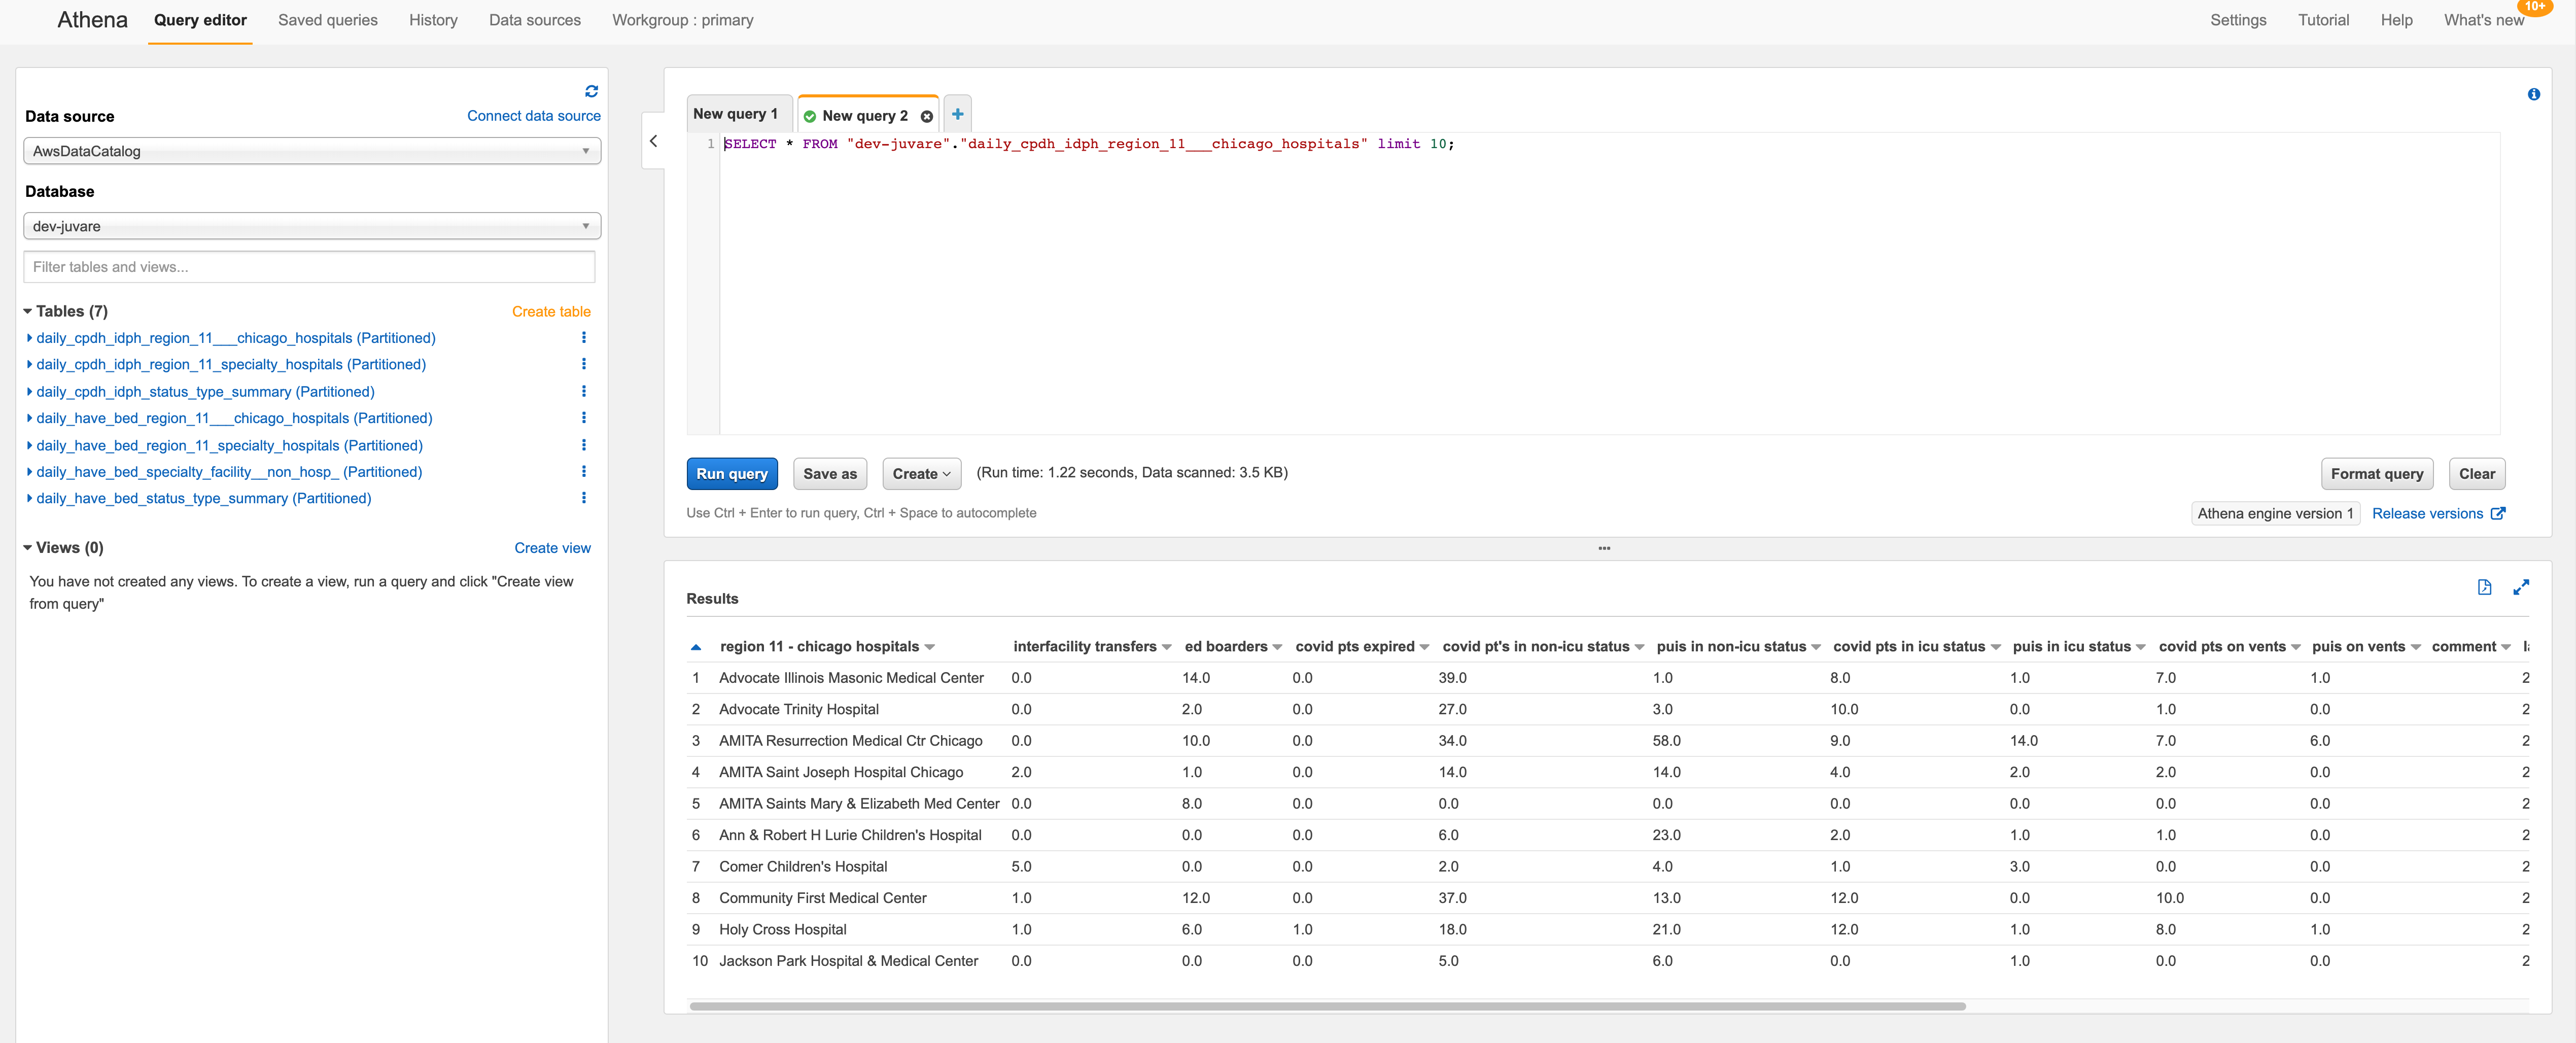 Athena Query editor Saved queries History Data sources Workgroup : primary Settings Tutorial Help What's new 10+
Data source Connect data source
AwsDataCatalog
Database
dev-juvare
Filter tables and views...
Tables (7) Create table
daily_cpdh_idph_region_11___chicago_hospitals (Partitioned)
daily_cpdh_idph_region_11_specialty_hospitals (Partitioned)
daily_cpdh_idph_status_type_summary (Partitioned)
daily_have_bed_region_11___chicago_hospitals (Partitioned)
daily_have_bed_region_11_specialty_hospitals (Partitioned)
daily_have_bed_specialty_facility__non_hosp_ (Partitioned)
daily_have_bed_status_type_summary (Partitioned)
Views (0) Create view
You have not created any views. To create a view, run a query and click "Create view
from query"
New query 1 New query 2
1 SELECT * FROM "dev-juvare"."daily_cpdh_idph_region_11___chicago_hospitals" limit 10;
Run query Save as Create (Run time: 1.22 seconds, Data scanned: 3.5 KB) Format query Clear
Use Ctrl + Enter to run query, Ctrl + Space to autocomplete Athena engine version 1 Release versions
Results
region 11 - chicago hospitals interfacility transfers ed boarders covid pts expired covid pt's in non-icu status puis in non-icu status covid pts in icu status puis in icu status covid pts on vents puis on vents comment
1 Advocate Illinois Masonic Medical Center 0.0 14.0 0.0 39.0 1.0 8.0 1.0 7.0 1.0 2
2 Advocate Trinity Hospital 0.0 2.0 0.0 27.0 3.0 10.0 0.0 1.0 0.0 2
3 AMITA Resurrection Medical Ctr Chicago 0.0 10.0 0.0 34.0 58.0 9.0 14.0 7.0 6.0 2
4 AMITA Saint Joseph Hospital Chicago 2.0 1.0 0.0 14.0 14.0 4.0 2.0 2.0 0.0 2
5 AMITA Saints Mary & Elizabeth Med Center 0.0 8.0 0.0 0.0 0.0 0.0 0.0 0.0 0.0 2
6 Ann & Robert H Lurie Children's Hospital 0.0 0.0 0.0 6.0 23.0 2.0 1.0 1.0 0.0 2
7 Comer Children's Hospital 5.0 0.0 0.0 2.0 4.0 1.0 3.0 0.0 0.0 2
8 Community First Medical Center 1.0 12.0 0.0 37.0 13.0 12.0 0.0 10.0 0.0 2
9 Holy Cross Hospital 1.0 6.0 1.0 18.0 21.0 12.0 1.0 8.0 1.0 2
10 Jackson Park Hospital & Medical Center 0.0 0.0 0.0 5.0 6.0 0.0 1.0 0.0 0.0 2